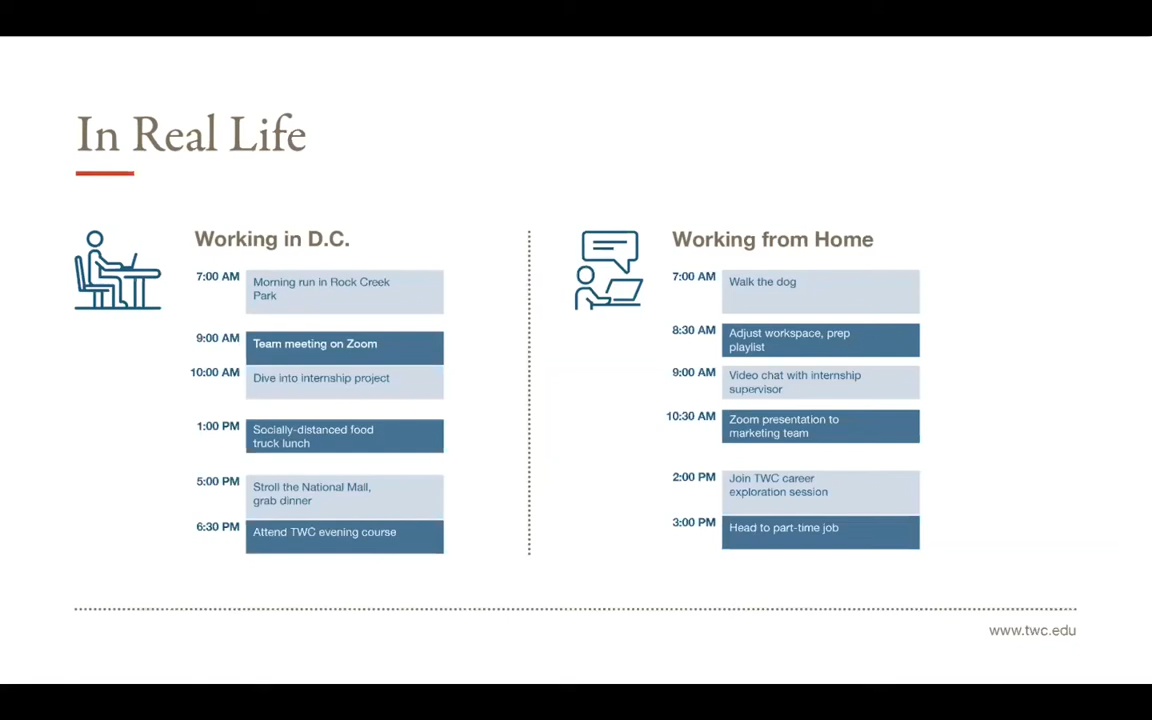 In Real Life
Working in D.C.
7:00 AM
Morning run in Rock Creek
Park
9:00 AM
Team meeting on Zoom
10:00 AM
Dive into internship project
1:00 PM
Socially-distanced food
truck lunch
5:00 PM
Stroll the National Mall,
grab dinner
6:30 PM
Attend TWC evening course
Working from Home
7:00 AM
Walk the dog
8:30 AM
Adjust workspace, prep
playlist
9:00 AM
Video chat with internship
supervisor
10:30 AM
Zoom presentation to
marketing team
2:00 PM
Join TWC career
exploration session
3:00 PM
Head to part-time job
www.twc.edu